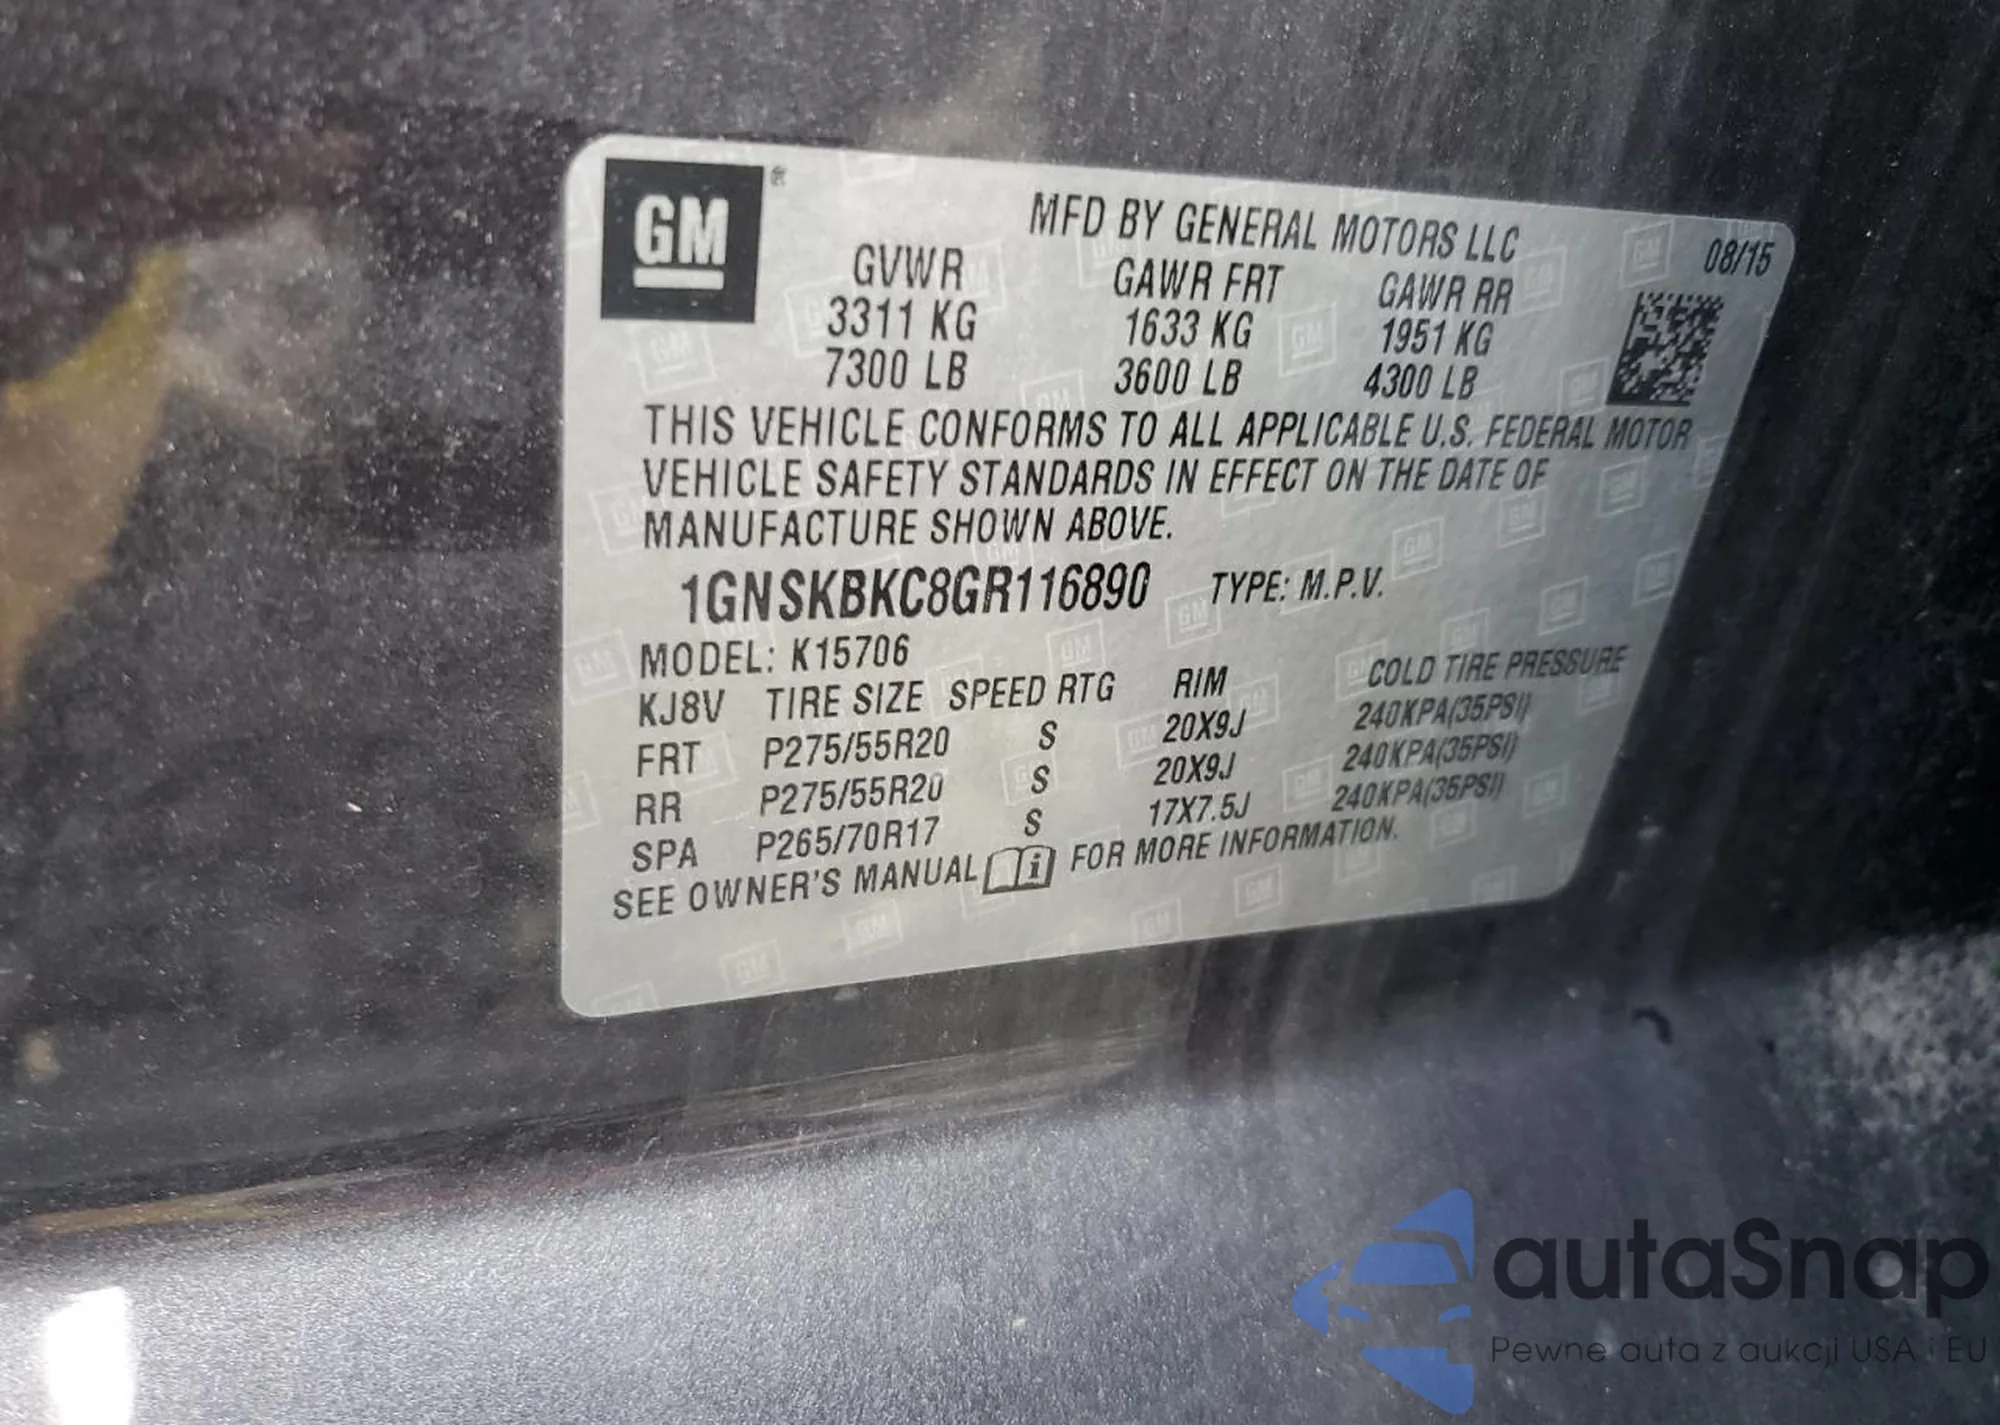 GM ®
MFD BY GENERAL MOTORS LLC 08/15
GVWR GAWR FRT GAWR RR
3311 KG 1633 KG 1951 KG
7300 LB 3600 LB 4300 LB
THIS VEHICLE CONFORMS TO ALL APPLICABLE U.S. FEDERAL MOTOR
VEHICLE SAFETY STANDARDS IN EFFECT ON THE DATE OF
MANUFACTURE SHOWN ABOVE.
1GNSKBKC8GR116890 TYPE: M.P.V.
MODEL: K15706
KJ8V TIRE SIZE SPEED RTG RIM COLD TIRE PRESSURE
FRT P275/55R20 S 20X9J 240KPA(35PSI)
RR P275/55R20 S 20X9J 240KPA(35PSI)
SPA P265/70R17 S 17X7.5J 240KPA(35PSI)
SEE OWNER'S MANUAL i FOR MORE INFORMATION.
autaSnap
Pewne auta z aukcji USA i EU